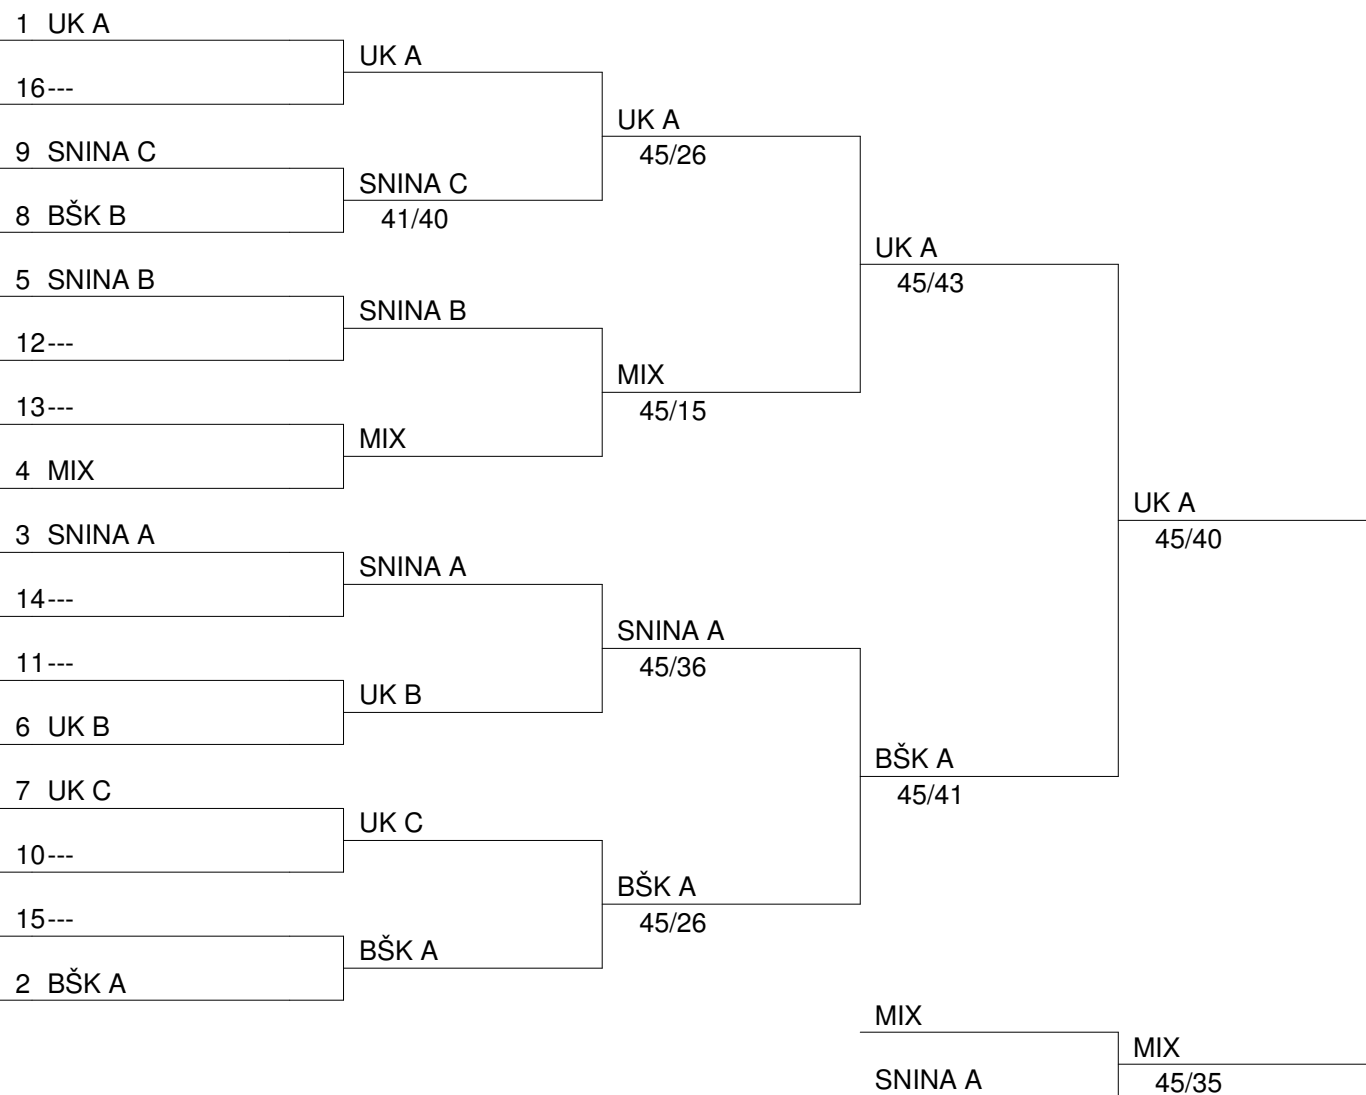 1 UK A
16 ---
9 SNINA C
8 BŠK B
5 SNINA B
12 ---
13 ---
4 MIX
3 SNINA A
14 ---
11 ---
6 UK B
7 UK C
10 ---
15 ---
2 BŠK A
UK A
SNINA C
41/40
SNINA B
MIX
SNINA A
UK B
UK C
BŠK A
UK A
45/26
MIX
45/15
SNINA A
45/36
BŠK A
45/26
UK A
45/43
BŠK A
45/41
UK A
45/40
MIX
SNINA A
MIX
45/35